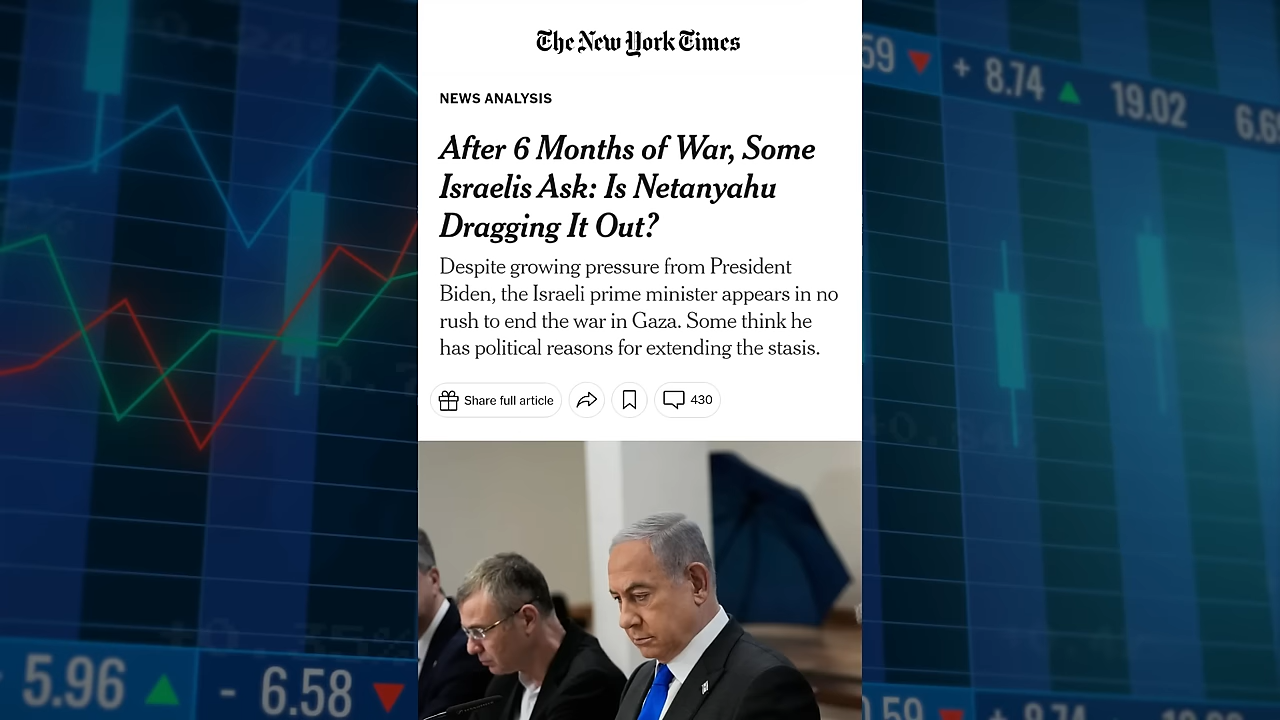 The New York Times
NEWS ANALYSIS
After 6 Months of War, Some
Israelis Ask: Is Netanyahu
Dragging It Out?
Despite growing pressure from President
Biden, the Israeli prime minister appears in no
rush to end the war in Gaza. Some think he
has political reasons for extending the stasis.
Share full article
430
59 ▼ + 8.74 ▲ 19.02
5.96 ▲ - 6.58 ▼